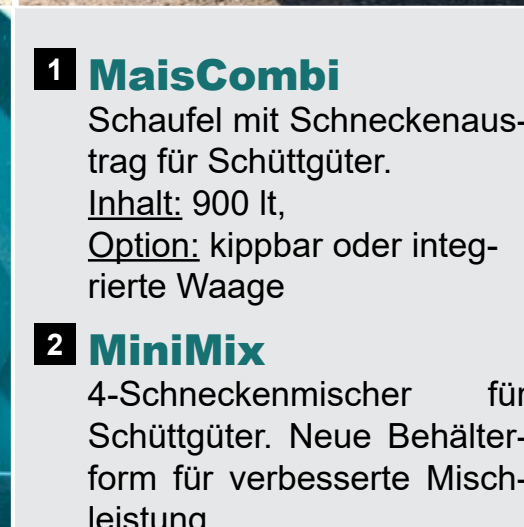 1 MaisCombi
Schaufel mit Schneckenaus-
trag für Schüttgüter.
Inhalt: 900 lt,
Option: kippbar oder integ-
rierte Waage
2 MiniMix
4-Schneckenmischer für
Schüttgüter. Neue Behälter-
form für verbesserte Misch-
leistung